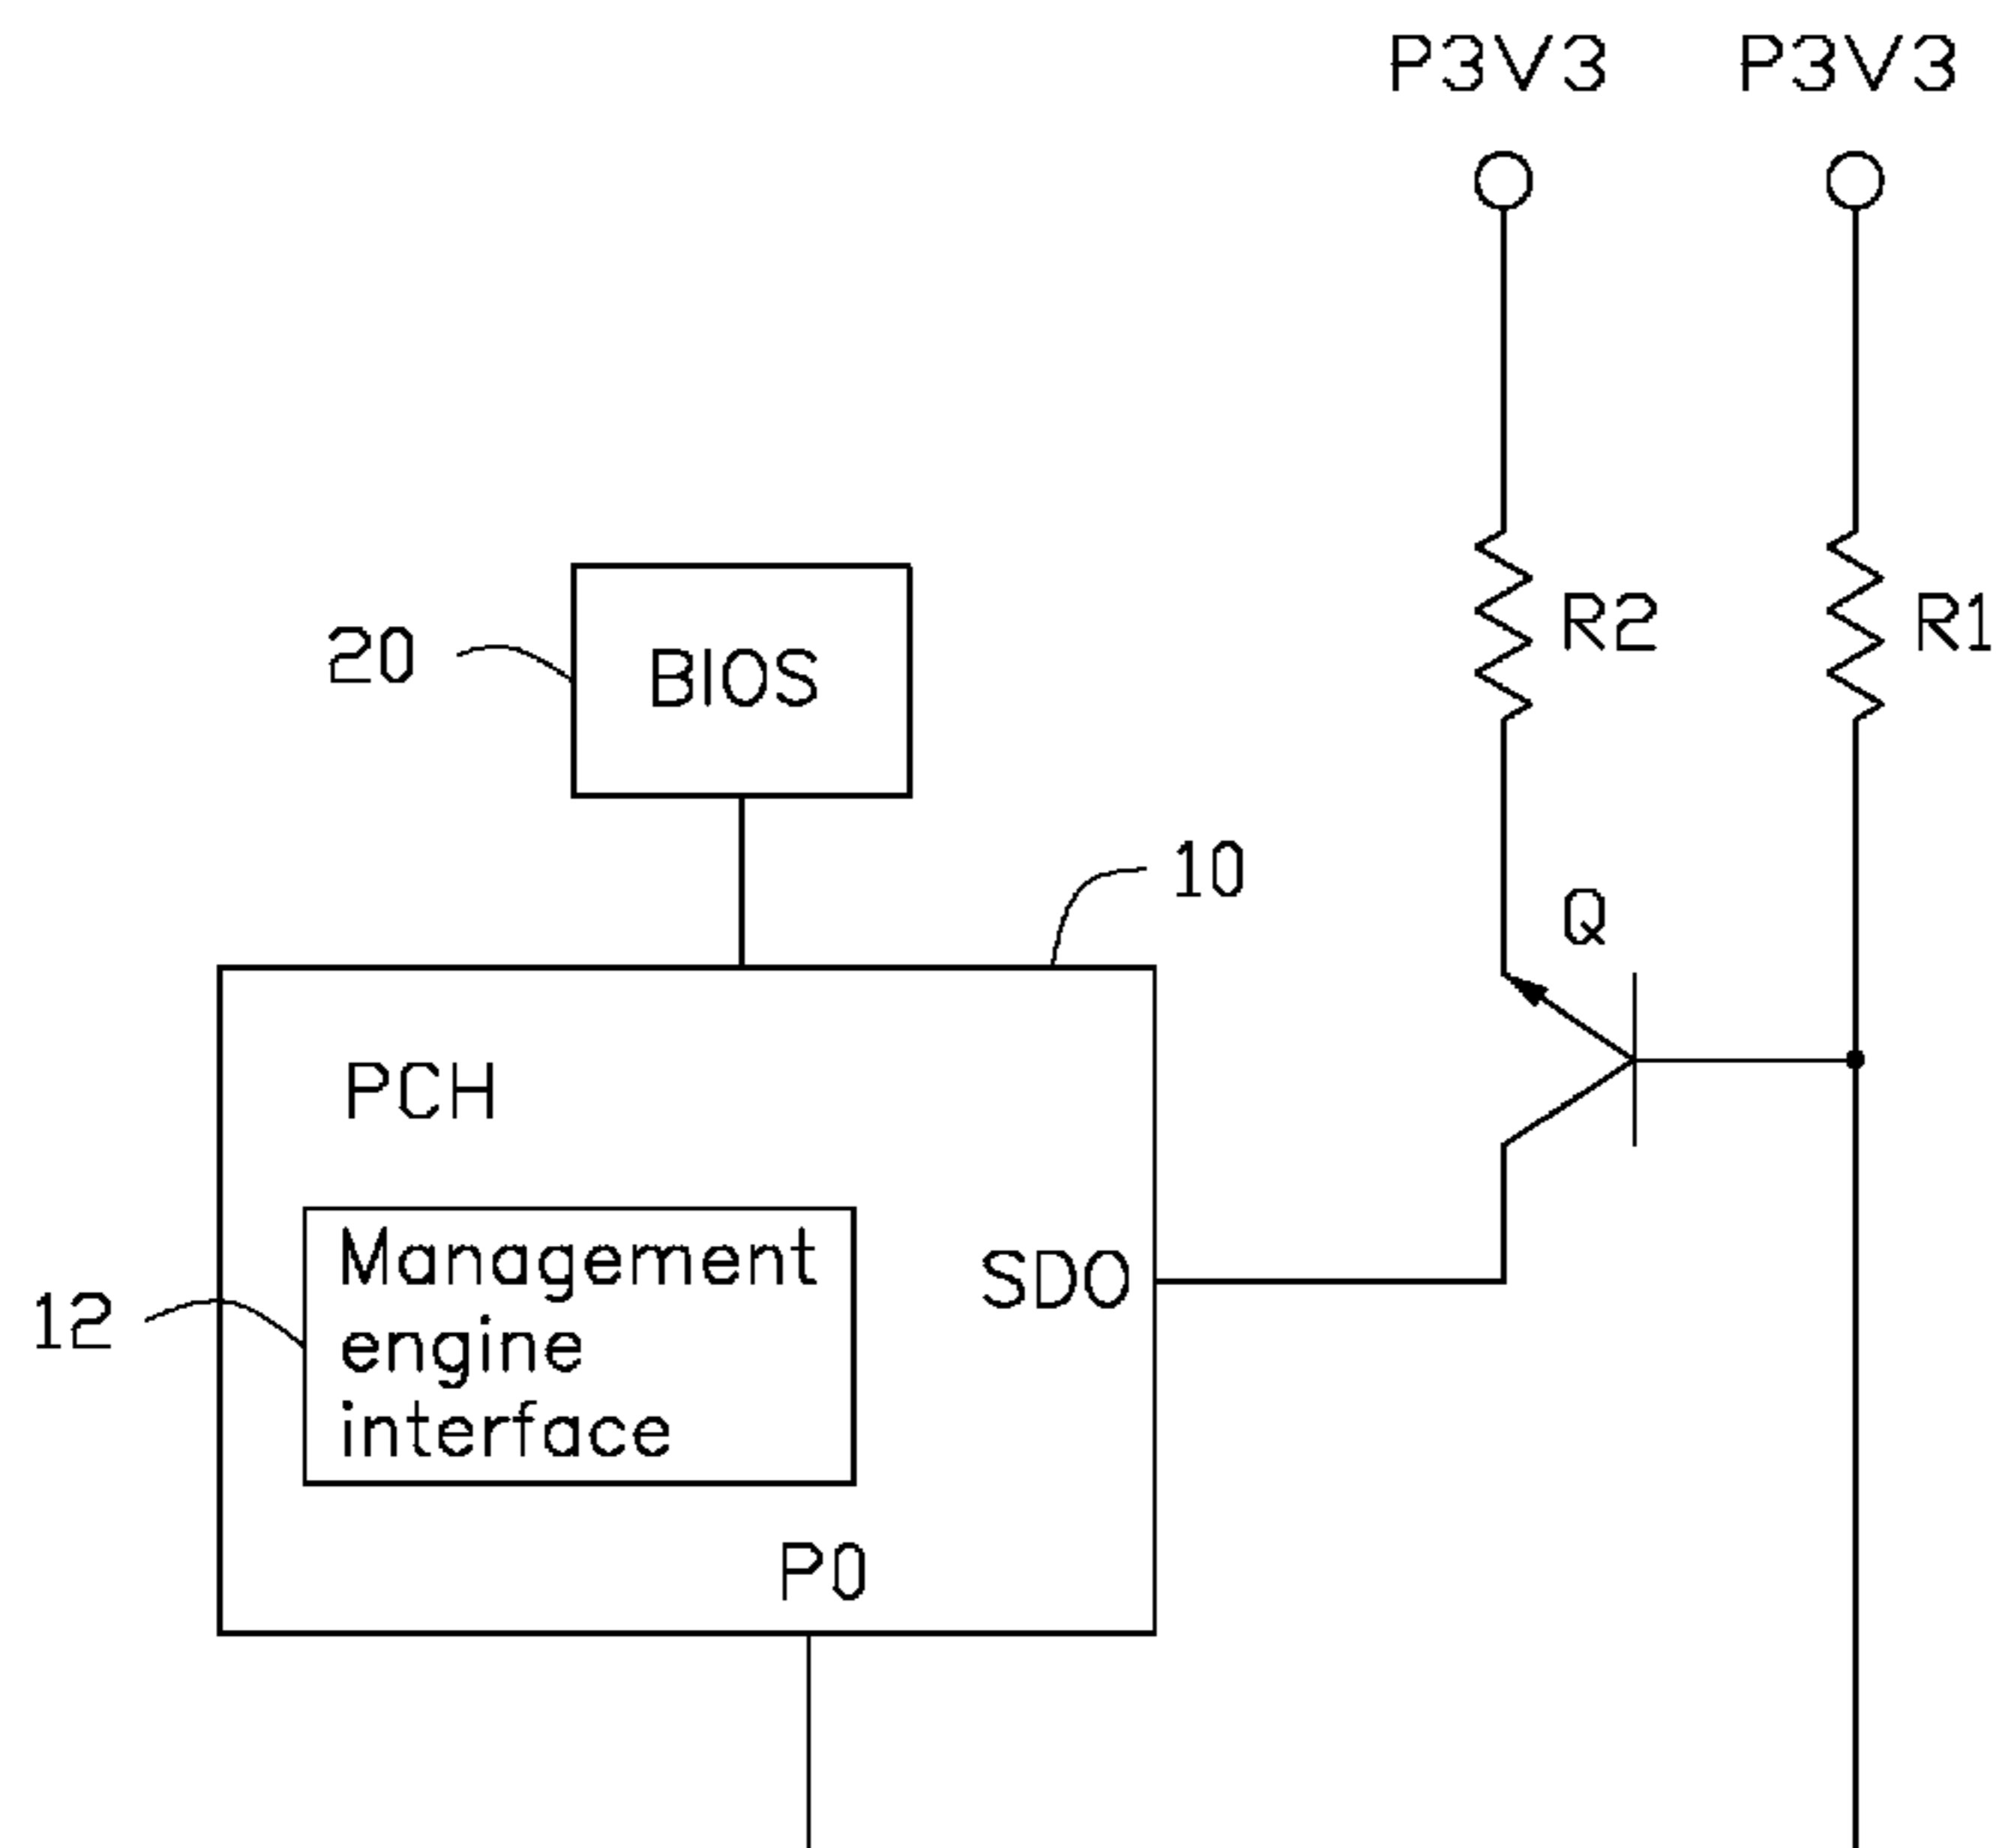 P3V3 P3V3
R2 R1
20 BIOS
10
Q
PCH
Management
engine
interface
SDO
12
P0